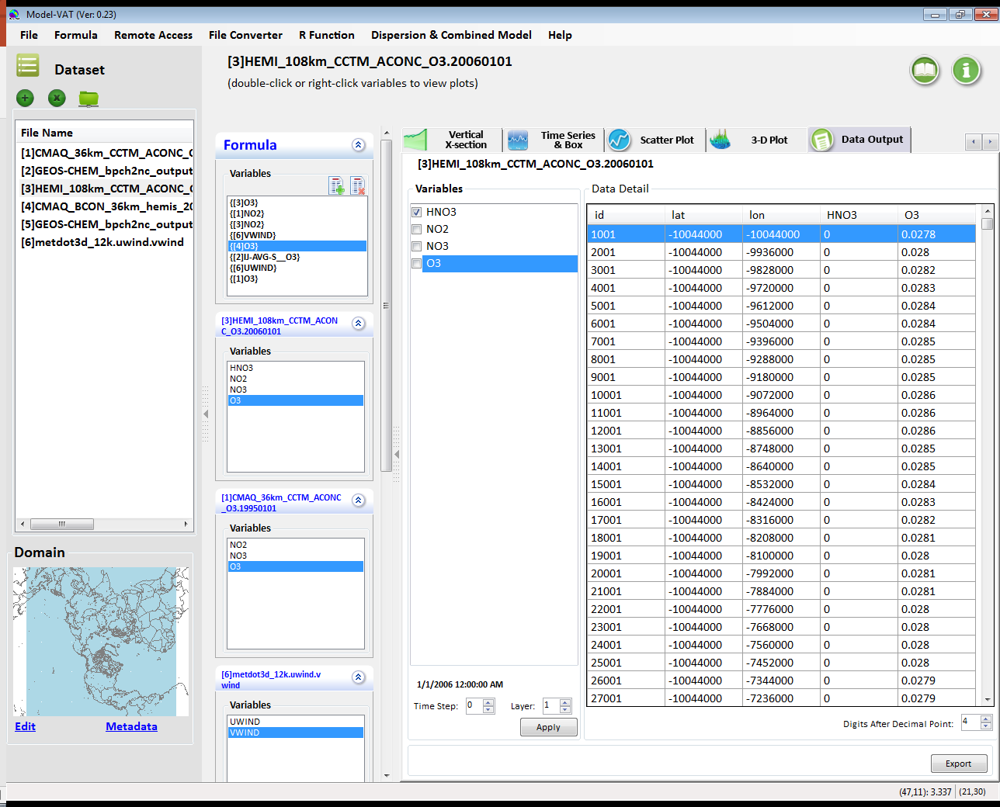 Model-VAT (Ver: 0.23)
File Formula Remote Access File Converter R Function Dispersion & Combined Model Help
Dataset
File Name
[1]CMAQ_36km_CCTM_ACONC_
[2]GEOS-CHEM_bpch2nc_output
[3]HEMI_108km_CCTM_ACONC_
[4]CMAQ_BCON_36km_hemis_20
[5]GEOS-CHEM_bpch2nc_output
[6]metdot3d_12k.uwind.vwind
Domain
Edit Metadata
[3]HEMI_108km_CCTM_ACONC_O3.20060101
(double-click or right-click variables to view plots)
Formula
Variables
{[3]O3}
{[1]NO2}
{[3]NO2}
{[6]VWIND}
{[4]O3}
{[2]IJ-AVG-S__O3}
{[6]UWIND}
{[1]O3}
[3]HEMI_108km_CCTM_ACON
C_O3.20060101
Variables
HNO3
NO2
NO3
O3
[1]CMAQ_36km_CCTM_ACONC
_O3.19950101
Variables
NO2
NO3
O3
[6]metdot3d_12k.uwind.v
wind
Variables
UWIND
VWIND
Vertical
X-section
Time Series
& Box
Scatter Plot
3-D Plot
Data Output
[3]HEMI_108km_CCTM_ACONC_O3.20060101
Variables
HNO3
NO2
NO3
O3
1/1/2006 12:00:00 AM
Time Step: 0 Layer: 1
Apply
Data Detail
id lat lon HNO3 O3
1001 -10044000 -10044000 0 0.0278
2001 -10044000 -9936000 0 0.028
3001 -10044000 -9828000 0 0.0282
4001 -10044000 -9720000 0 0.0283
5001 -10044000 -9612000 0 0.0284
6001 -10044000 -9504000 0 0.0284
7001 -10044000 -9396000 0 0.0285
8001 -10044000 -9288000 0 0.0285
9001 -10044000 -9180000 0 0.0285
10001 -10044000 -9072000 0 0.0286
11001 -10044000 -8964000 0 0.0286
12001 -10044000 -8856000 0 0.0286
13001 -10044000 -8748000 0 0.0285
14001 -10044000 -8640000 0 0.0285
15001 -10044000 -8532000 0 0.0284
16001 -10044000 -8424000 0 0.0283
17001 -10044000 -8316000 0 0.0282
18001 -10044000 -8208000 0 0.0281
19001 -10044000 -8100000 0 0.028
20001 -10044000 -7992000 0 0.0281
21001 -10044000 -7884000 0 0.0281
22001 -10044000 -7776000 0 0.028
23001 -10044000 -7668000 0 0.028
24001 -10044000 -7560000 0 0.028
25001 -10044000 -7452000 0 0.028
26001 -10044000 -7344000 0 0.0279
27001 -10044000 -7236000 0 0.0279
Digits After Decimal Point: 4
Export
(47,11): 3.337 (21,30)